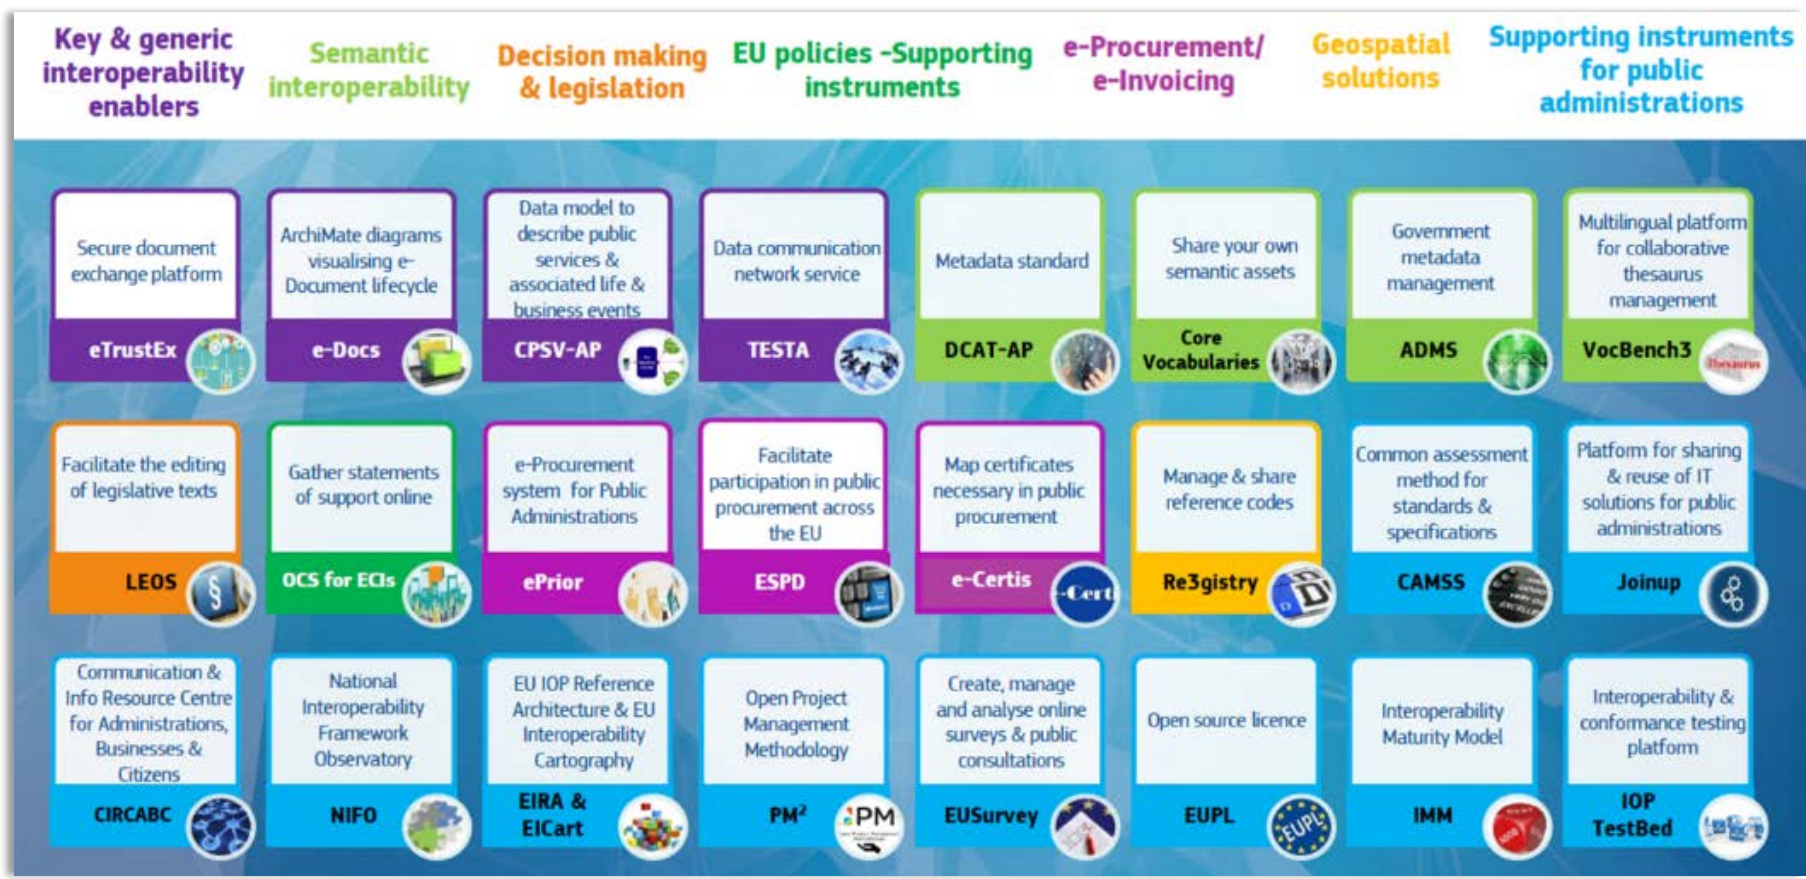 Key & generic
interoperability
enablers
Semantic
interoperability
Decision making
& legislation
EU policies -Supporting
instruments
e-Procurement/
e-Invoicing
Geospatial
solutions
Supporting instruments
for public
administrations
Secure document
exchange platform
eTrustEx
ArchiMate diagrams
visualising e-
Document lifecycle
e-Docs
Data model to
describe public
services &
associated life &
business events
CPSV-AP
Data communication
network service
TESTA
Metadata standard
DCAT-AP
Share your own
semantic assets
Core
Vocabularies
Government
metadata
management
ADMS
Multilingual platform
for collaborative
thesaurus
management
VocBench3
Thesaurus
Facilitate the editing
of legislative texts
LEOS
§
Gather statements
of support online
OCS for ECIs
e-Procurement
system for Public
Administrations
ePrior
Facilitate
participation in public
procurement across
the EU
ESPD
Map certificates
necessary in public
procurement
e-Certis
e-Cert
Manage & share
reference codes
Re3gistry
Common assessment
method for
standards &
specifications
CAMSS
Platform for sharing
& reuse of IT
solutions for public
administrations
Joinup
Communication &
Info Resource Centre
for Administrations,
Businesses &
Citizens
CIRCABC
National
Interoperability
Framework
Observatory
NIFO
EU IOP Reference
Architecture & EU
Interoperability
Cartography
EIRA &
EICart
Open Project
Management
Methodology
PM²
PM
Create, manage
and analyse online
surveys & public
consultations
EUSurvey
Open source licence
EUPL
EUPL
Interoperability
Maturity Model
IMM
Interoperability &
conformance testing
platform
IOP
TestBed